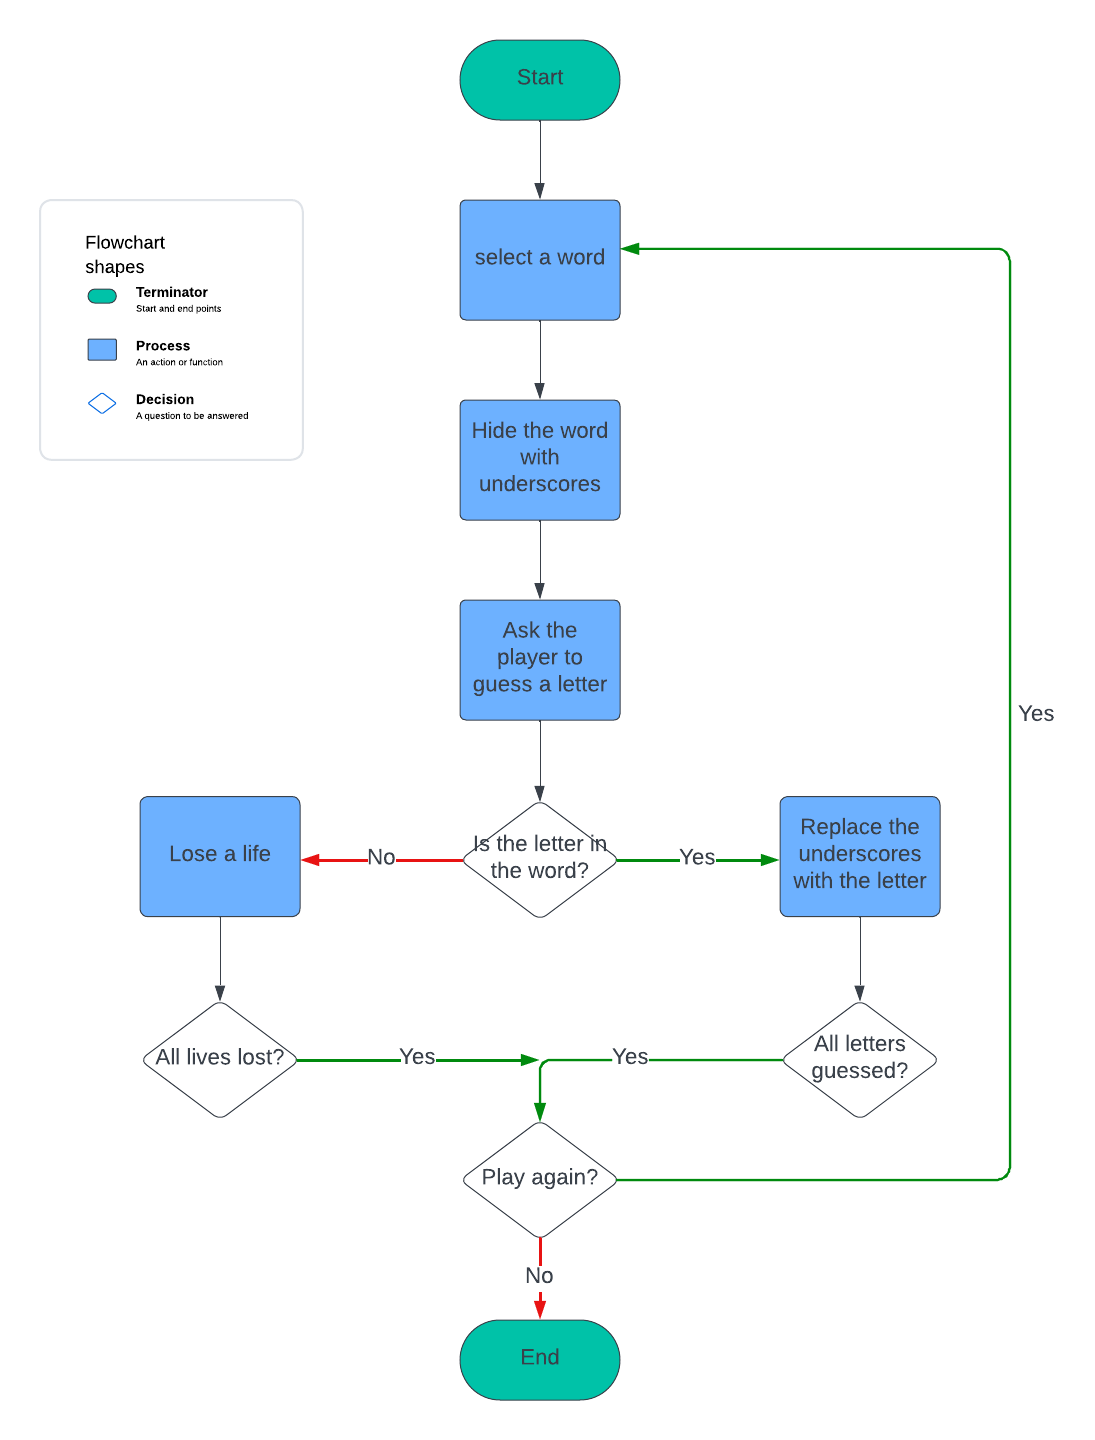 Start
select a word
Flowchart
shapes
Terminator
Start and end points
Process
An action or function
Decision
A question to be answered
Hide the word
with
underscores
Ask the
player to
guess a letter
Yes
Lose a life
No
Is the letter in
the word?
Yes
Replace the
underscores
with the letter
All lives lost?
Yes
Yes
All letters
guessed?
Play again?
No
End